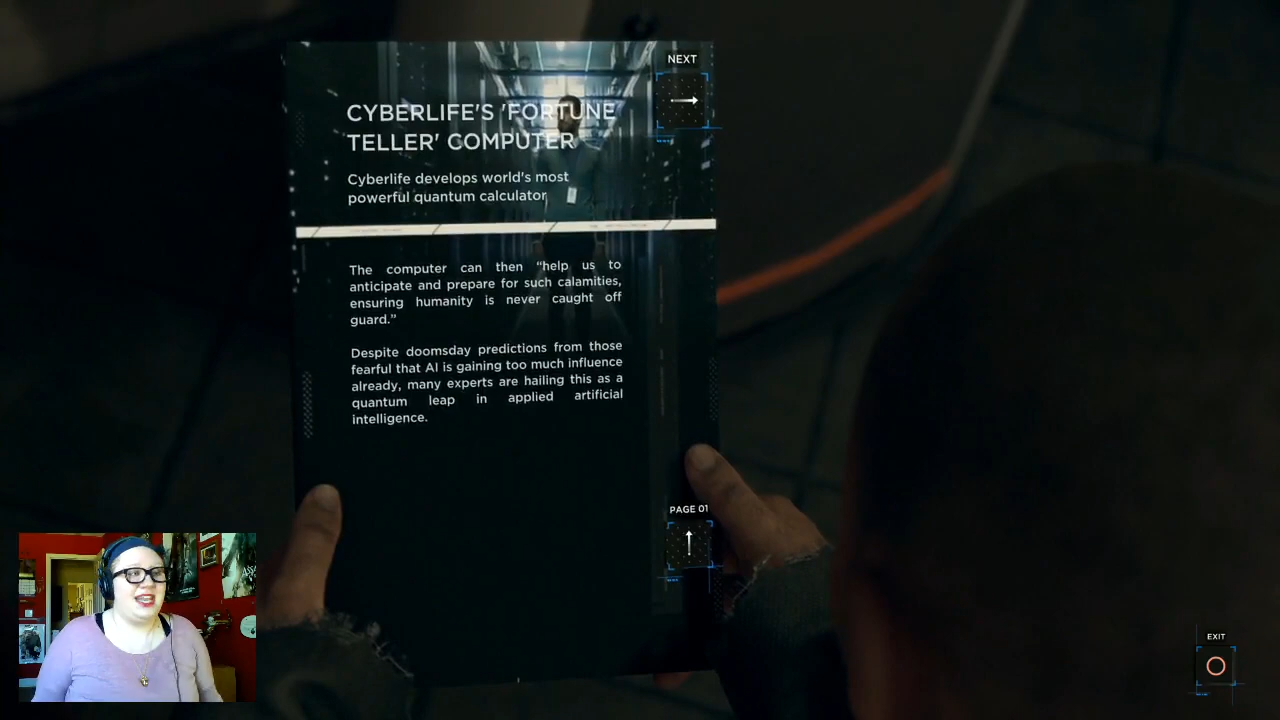 NEXT
CYBERLIFE'S 'FORTUNE
TELLER' COMPUTER
Cyberlife develops world's most
powerful quantum calculator
The computer can then “help us to
anticipate and prepare for such calamities,
ensuring humanity is never caught off
guard.”
Despite doomsday predictions from those
fearful that AI is gaining too much influence
already, many experts are hailing this as a
quantum leap in applied artificial
intelligence.
PAGE 01
EXIT